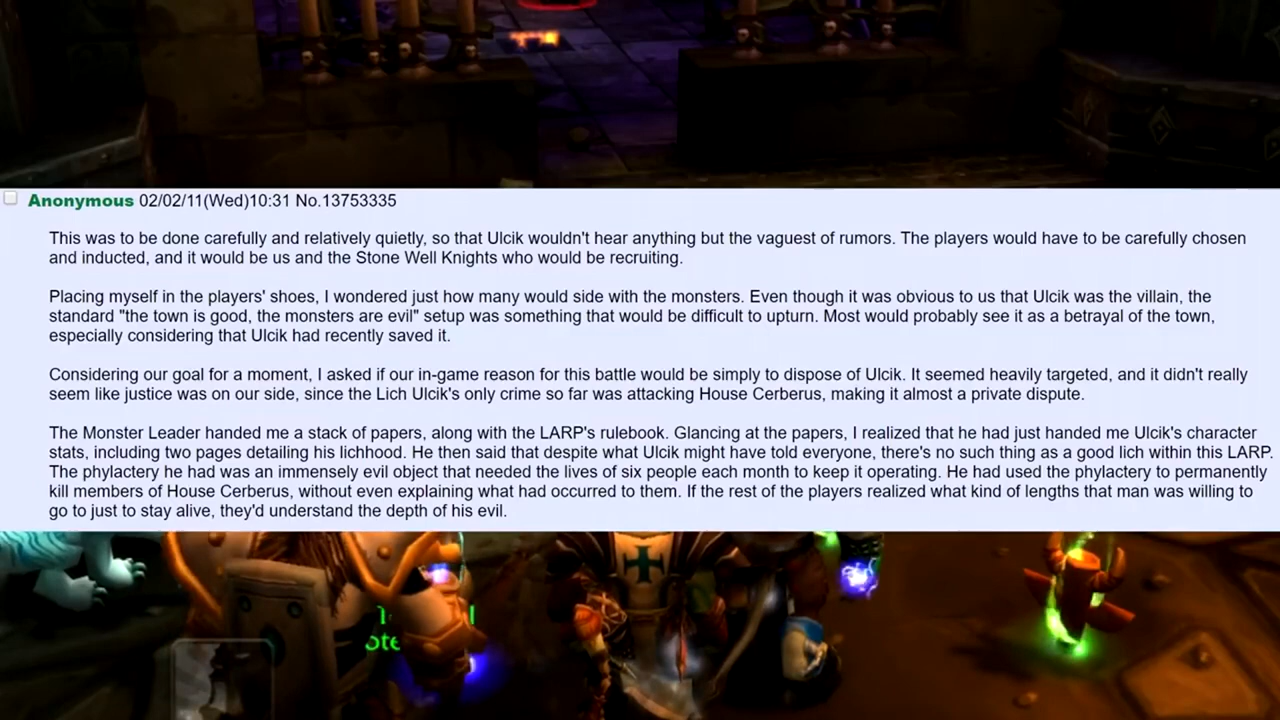 Anonymous 02/02/11(Wed)10:31 No.13753335
This was to be done carefully and relatively quietly, so that Ulcik wouldn't hear anything but the vaguest of rumors. The players would have to be carefully chosen
and inducted, and it would be us and the Stone Well Knights who would be recruiting.
Placing myself in the players' shoes, I wondered just how many would side with the monsters. Even though it was obvious to us that Ulcik was the villain, the
standard "the town is good, the monsters are evil" setup was something that would be difficult to upturn. Most would probably see it as a betrayal of the town,
especially considering that Ulcik had recently saved it.
Considering our goal for a moment, I asked if our in-game reason for this battle would be simply to dispose of Ulcik. It seemed heavily targeted, and it didn't really
seem like justice was on our side, since the Lich Ulcik's only crime so far was attacking House Cerberus, making it almost a private dispute.
The Monster Leader handed me a stack of papers, along with the LARP's rulebook. Glancing at the papers, I realized that he had just handed me Ulcik's character
stats, including two pages detailing his lichhood. He then said that despite what Ulcik might have told everyone, there's no such thing as a good lich within this LARP.
The phylactery he had was an immensely evil object that needed the lives of six people each month to keep it operating. He had used the phylactery to permanently
kill members of House Cerberus, without even explaining what had occurred to them. If the rest of the players realized what kind of lengths that man was willing to
go to just to stay alive, they'd understand the depth of his evil.